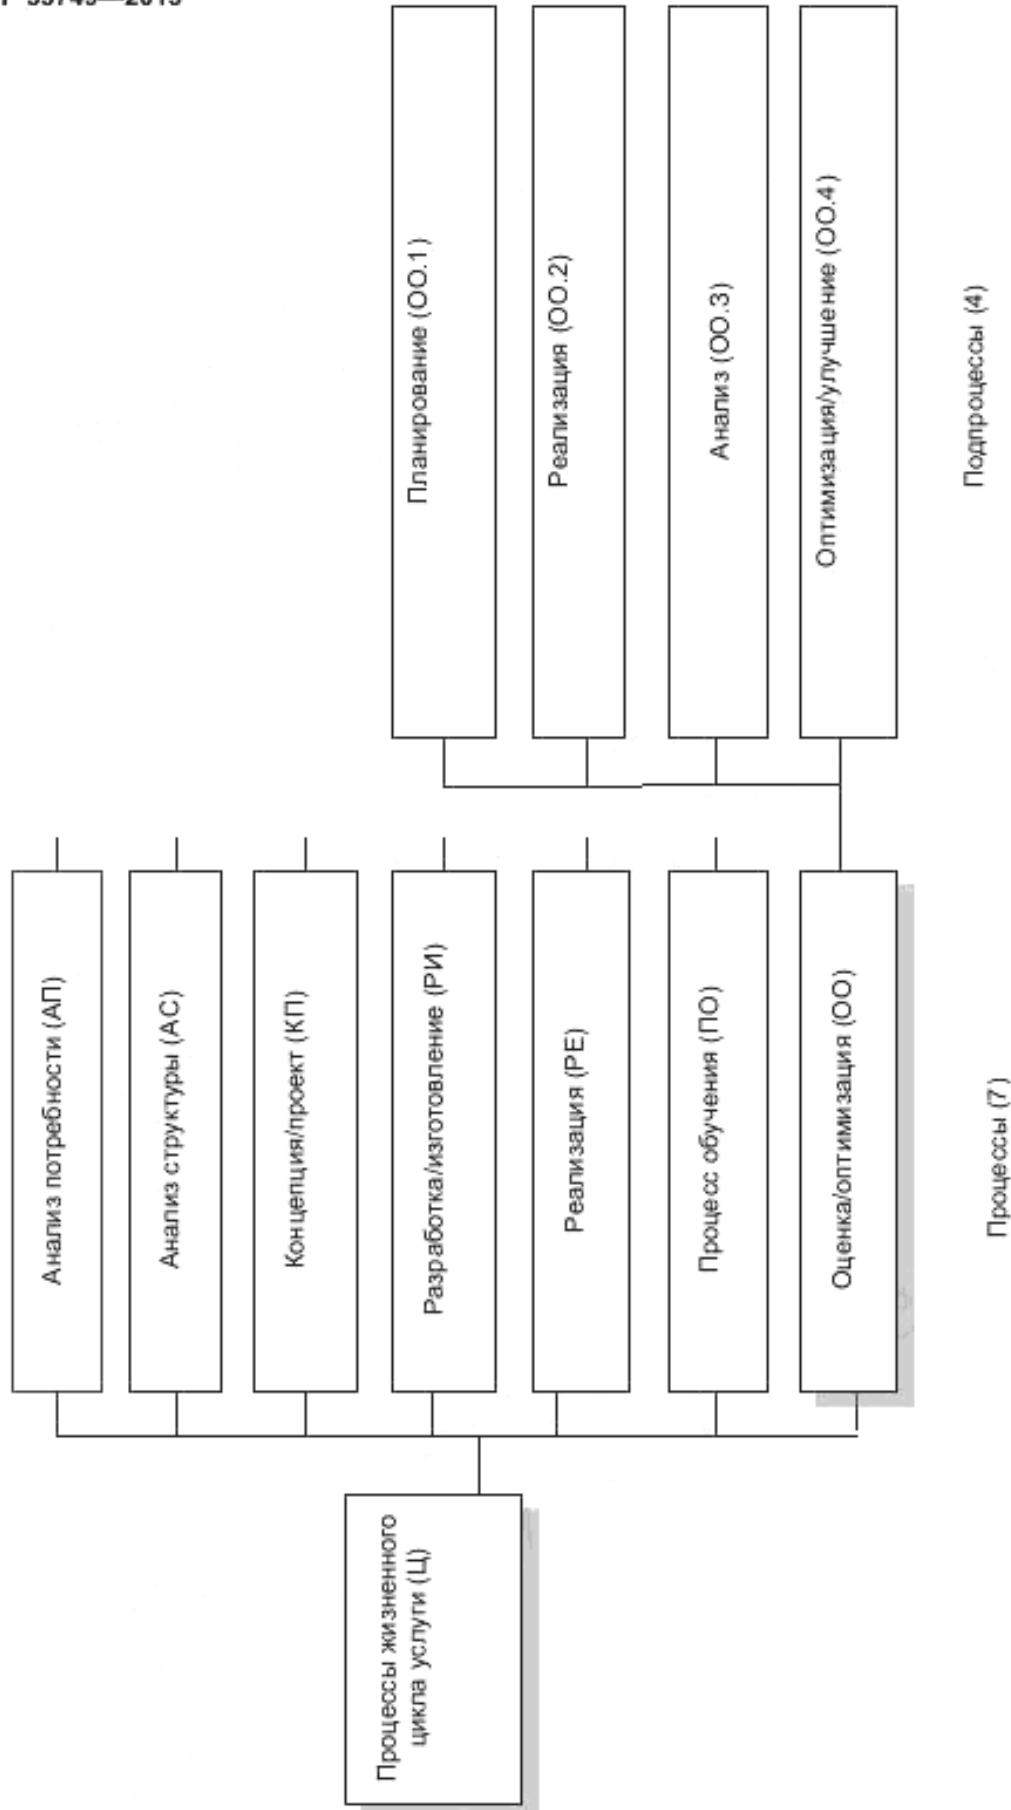 Процессы жизненного
цикла услуги (Ц)
Анализ потребности (АП)
Анализ структуры (АС)
Концепция/проект (КП)
Разработка/изготовление (РИ)
Реализация (РЕ)
Процесс обучения (ПО)
Оценка/оптимизация (ОО)
Процессы (7)
Планирование (ОО.1)
Реализация (ОО.2)
Анализ (ОО.3)
Оптимизация/улучшение (ОО.4)
Подпроцессы (4)